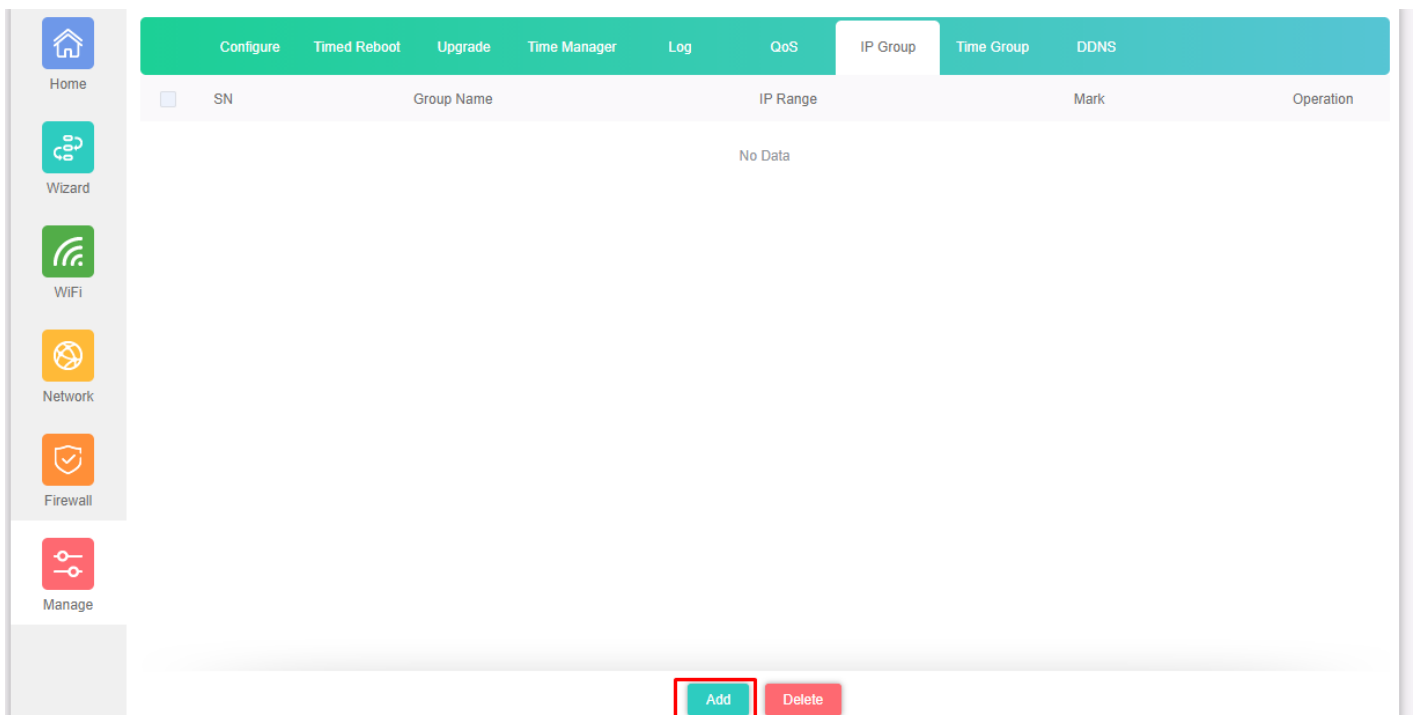 Configure Timed Reboot Upgrade Time Manager Log QoS IP Group Time Group DDNS
SN Group Name IP Range Mark Operation
No Data
Home
Wizard
WiFi
Network
Firewall
Manage
Add Delete